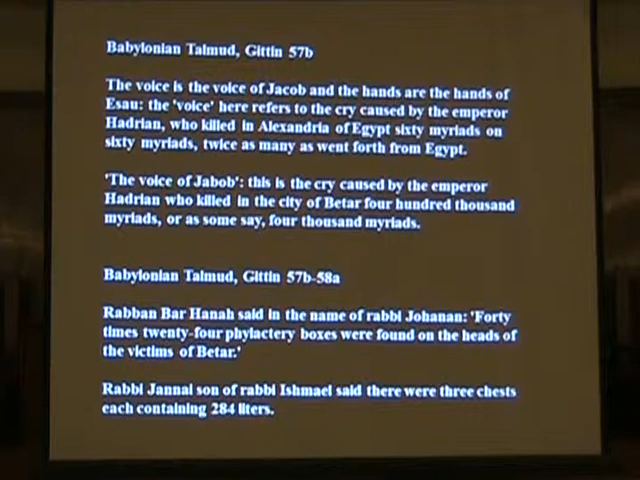 Babylonian Talmud, Gittin 57b
The voice is the voice of Jacob and the hands are the hands of
Esau: the 'voice' here refers to the cry caused by the emperor
Hadrian, who killed in Alexandria of Egypt sixty myriads on
sixty myriads, twice as many as went forth from Egypt.
'The voice of Jabob': this is the cry caused by the emperor
Hadrian who killed in the city of Betar four hundred thousand
myriads, or as some say, four thousand myriads.
Babylonian Talmud, Gittin 57b-58a
Rabban Bar Hanah said in the name of rabbi Johanan: 'Forty
times twenty-four phylactery boxes were found on the heads of
the victims of Betar.'
Rabbi Jannai son of rabbi Ishmael said there were three chests
each containing 284 liters.